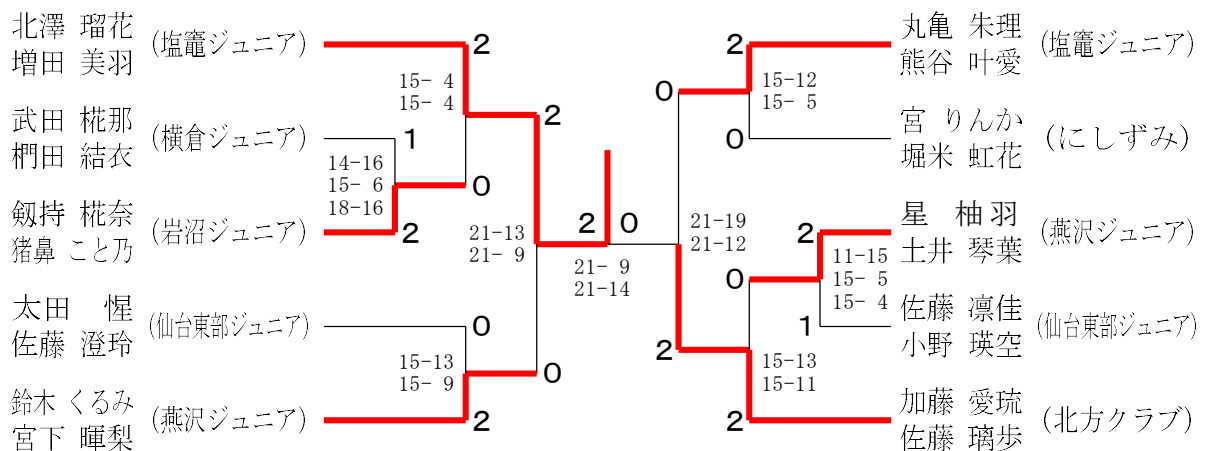 北澤 瑠花
増田 美羽
(塩竈ジュニア)
2
15- 4
15- 4
2
武田 椛那
椚田 結衣
(横倉ジュニア)
1
14-16
15- 6
18-16
0
剱持 椛奈
猪鼻 こと乃
(岩沼ジュニア)
2
21-13
21- 9
太田 惺
佐藤 澄玲
(仙台東部ジュニア)
0
15-13
15- 9
0
鈴木 くるみ
宮下 暉梨
(燕沢ジュニア)
2
2 0
21- 9
21-14
丸亀 朱理
熊谷 叶愛
(塩竈ジュニア)
2
15-12
15- 5
0
宮 りんか
堀米 虹花
(にしずみ)
0
21-19
21-12
星 柚羽
土井 琴葉
(燕沢ジュニア)
2
11-15
15- 5
15- 4
0
佐藤 凛佳
小野 瑛空
(仙台東部ジュニア)
1
2
15-13
15-11
加藤 愛琉
佐藤 璃歩
(北方クラブ)
2